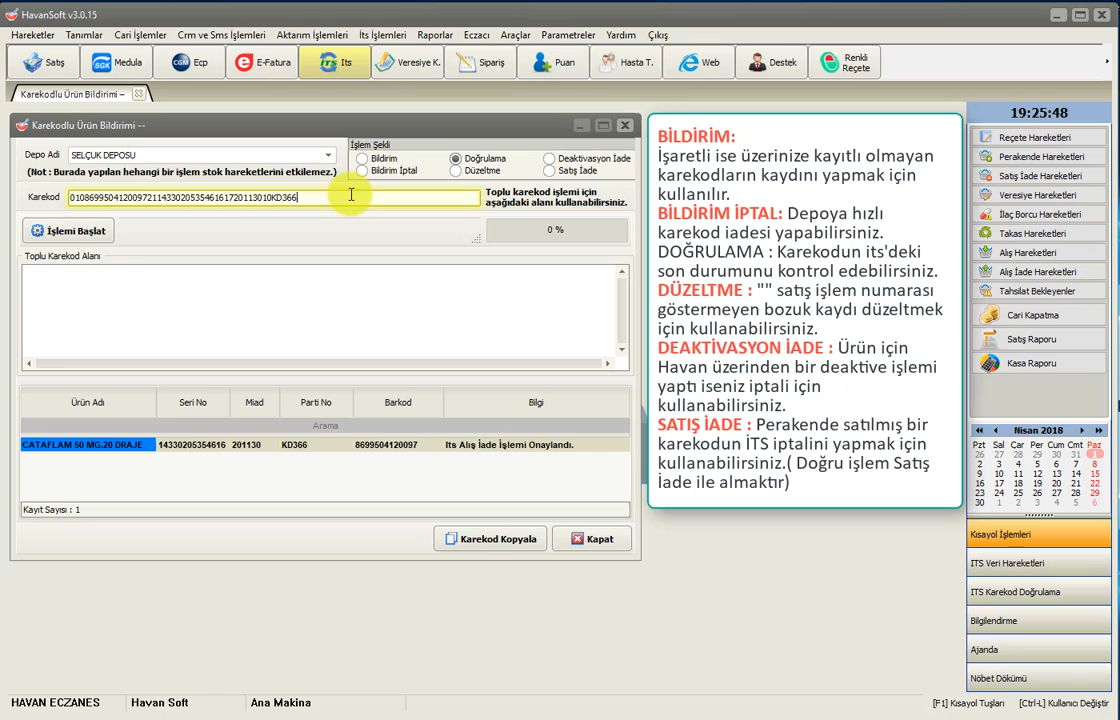 HavanSoft v3.0.15
Hareketler Tanımlar Cari İşlemler Crm ve Sms İşlemleri Aktarım İşlemleri İts İşlemleri Raporlar Eczacı Araçlar Parametreler Yardım Çıkış
Satış SGK Medula CGM Ecp E-Fatura ITS Its Veresiye K. Sipariş Puan Hasta T. Web Destek Renkli Reçete
Karekodlu Ürün Bildirimi --
Karekodlu Ürün Bildirimi --
Depo Adi SELÇUK DEPOSU
(Not : Burada yapılan hehangi bir işlem stok hareketlerini etkilemez.)
İşlem Şekli
Bildirim Doğrulama Deaktivasyon İade
Bildirim İptal Düzeltme Satış İade
Karekod 010869950412009721143302053546161720113010KD366
Toplu karekod işlemi için
aşağıdaki alanı kullanabilirsiniz.
İşlemi Başlat
0 %
Toplu Karekod Alanı
Ürün Adı Seri No Miad Parti No Barkod Bilgi
Arama
CATAFLAM 50 MG.20 DRAJE 14330205354616 201130 KD366 8699504120097 Its Alış İade İşlemi Onaylandı.
Kayıt Sayısı : 1
Karekod Kopyala Kapat
BİLDİRİM:
İşaretli ise üzerinize kayıtlı olmayan
karekodların kaydını yapmak için
kullanılır.
BİLDİRİM İPTAL: Depoya hızlı
karekod iadesi yapabilirsiniz.
DOĞRULAMA : Karekodun its'deki
son durumunu kontrol edebilirsiniz.
DÜZELTME : "" satış işlem numarası
göstermeyen bozuk kaydı düzeltmek
için kullanabilirsiniz.
DEAKTİVASYON İADE : Ürün için
Havan üzerinden bir deaktive işlemi
yaptı iseniz iptali için
kullanabilirsiniz.
SATIŞ İADE : Perakende satılmış bir
karekodun İTS iptalini yapmak için
kullanabilirsiniz.( Doğru işlem Satış
İade ile almaktır)
19:25:48
Reçete Hareketleri
Perakende Hareketleri
Satış İade Hareketleri
Veresiye Hareketleri
İlaç Borcu Hareketleri
Takas Hareketleri
Alış Hareketleri
Alış İade Hareketleri
Tahsilat Bekleyenler
Cari Kapatma
Satış Raporu
Kasa Raporu
Nisan 2018
Pzt Sal Çar Per Cum Cmt Paz
26 27 28 29 30 31 1
2 3 4 5 6 7 8
9 10 11 12 13 14 15
16 17 18 19 20 21 22
23 24 25 26 27 28 29
30 1 2 3 4 5 6
Kısayol İşlemleri
ITS Veri Hareketleri
ITS Karekod Doğrulama
Bilgilendirme
Ajanda
Nöbet Dökümü
HAVAN ECZANES Havan Soft Ana Makina [F1] Kısayol Tuşları [Ctrl-L] Kullanıcı Değiştir